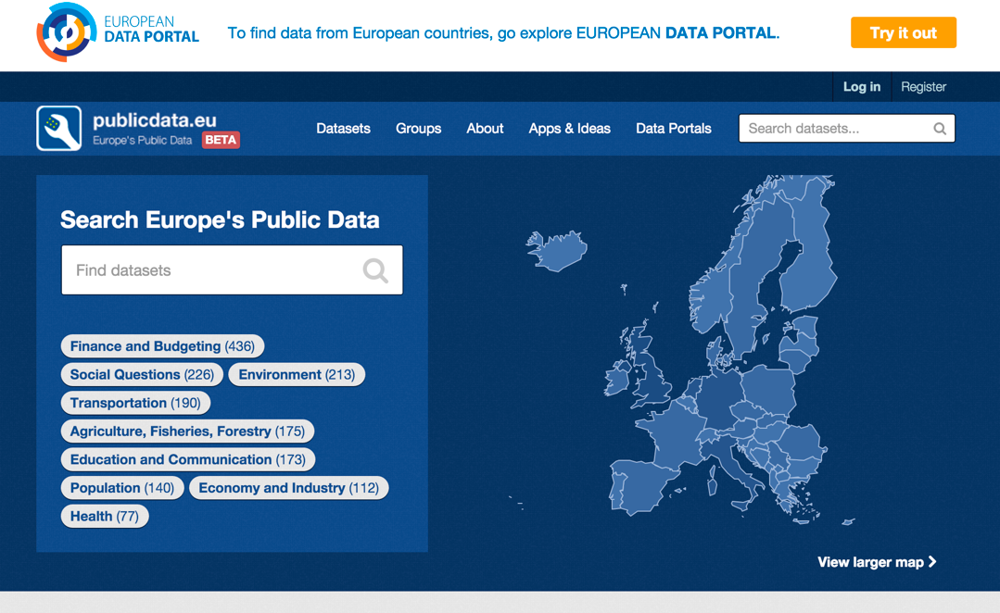 EUROPEAN
DATA PORTAL
To find data from European countries, go explore EUROPEAN DATA PORTAL.
Try it out
Log in
Register
publicdata.eu
Europe's Public Data BETA
Datasets
Groups
About
Apps & Ideas
Data Portals
Search datasets...
Search Europe's Public Data
Find datasets
Finance and Budgeting (436)
Social Questions (226) Environment (213)
Transportation (190)
Agriculture, Fisheries, Forestry (175)
Education and Communication (173)
Population (140) Economy and Industry (112)
Health (77)
View larger map